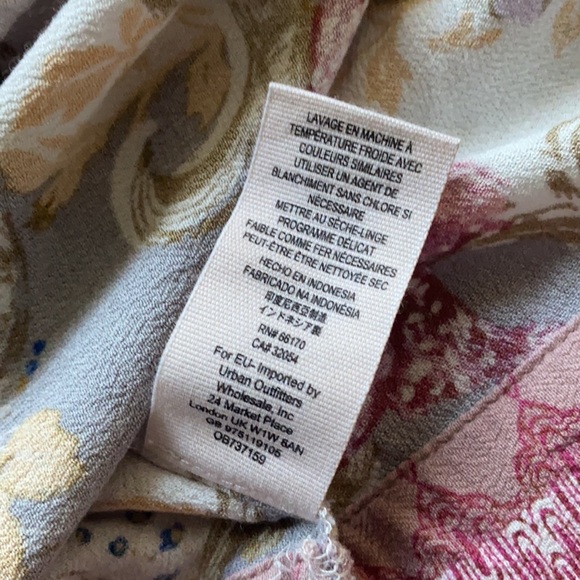 LAVAGE EN MACHINE À
TEMPÉRATURE FROIDE AVEC
COULEURS SIMILAIRES
UTILISER UN AGENT DE
BLANCHIMENT SANS CHLORE SI
NÉCESSAIRE
METTRE AU SÈCHE-LINGE
PROGRAMME DÉLICAT
FAIBLE COMME FER NÉCESSAIRES
PEUT-ÊTRE ÊTRE NETTOYÉE SEC
HECHO EN INDONESIA
FABRICADO NA INDONESIA
印度尼西亚制造
インドネシア製
RN# 66170
CA# 32054
For EU- Imported by
Urban Outfitters
Wholesale, Inc
24 Market Place
London UK W1W 8AN
GB 975119105
OB737159